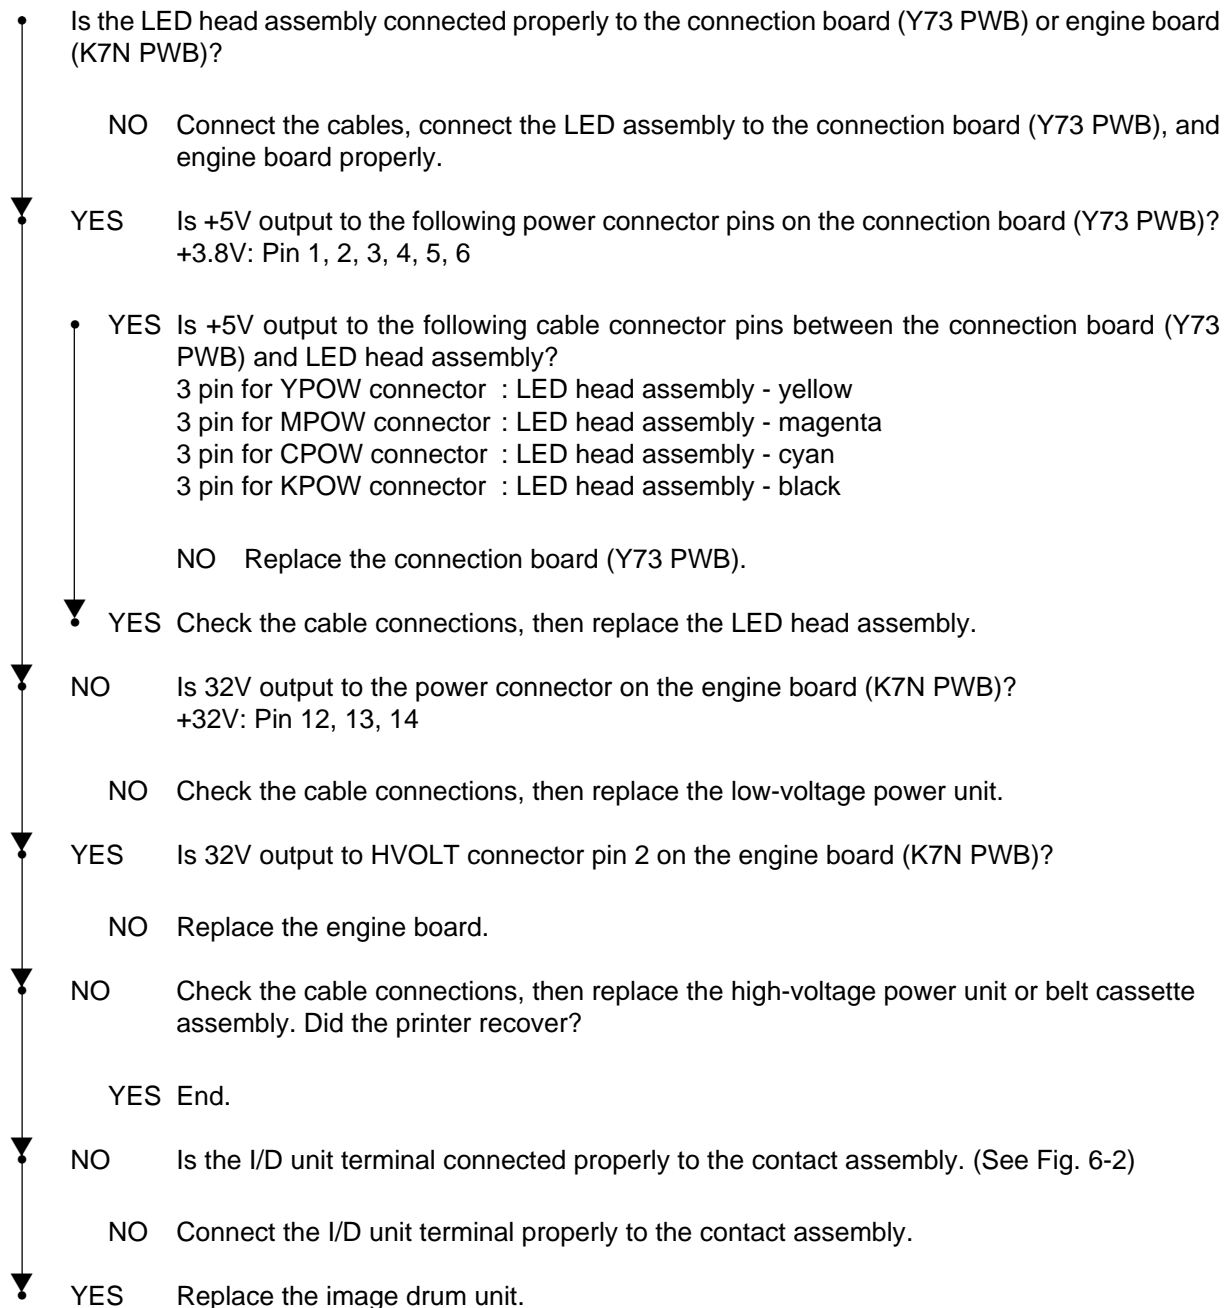 Is the LED head assembly connected properly to the connection board (Y73 PWB) or engine board
(K7N PWB)?
NO Connect the cables, connect the LED assembly to the connection board (Y73 PWB), and
engine board properly.
YES Is +5V output to the following power connector pins on the connection board (Y73 PWB)?
+3.8V: Pin 1, 2, 3, 4, 5, 6
YES Is +5V output to the following cable connector pins between the connection board (Y73
PWB) and LED head assembly?
3 pin for YPOW connector : LED head assembly - yellow
3 pin for MPOW connector : LED head assembly - magenta
3 pin for CPOW connector : LED head assembly - cyan
3 pin for KPOW connector : LED head assembly - black
NO Replace the connection board (Y73 PWB).
YES Check the cable connections, then replace the LED head assembly.
NO Is 32V output to the power connector on the engine board (K7N PWB)?
+32V: Pin 12, 13, 14
NO Check the cable connections, then replace the low-voltage power unit.
YES Is 32V output to HVOLT connector pin 2 on the engine board (K7N PWB)?
NO Replace the engine board.
NO Check the cable connections, then replace the high-voltage power unit or belt cassette
assembly. Did the printer recover?
YES End.
NO Is the I/D unit terminal connected properly to the contact assembly. (See Fig. 6-2)
NO Connect the I/D unit terminal properly to the contact assembly.
YES Replace the image drum unit.